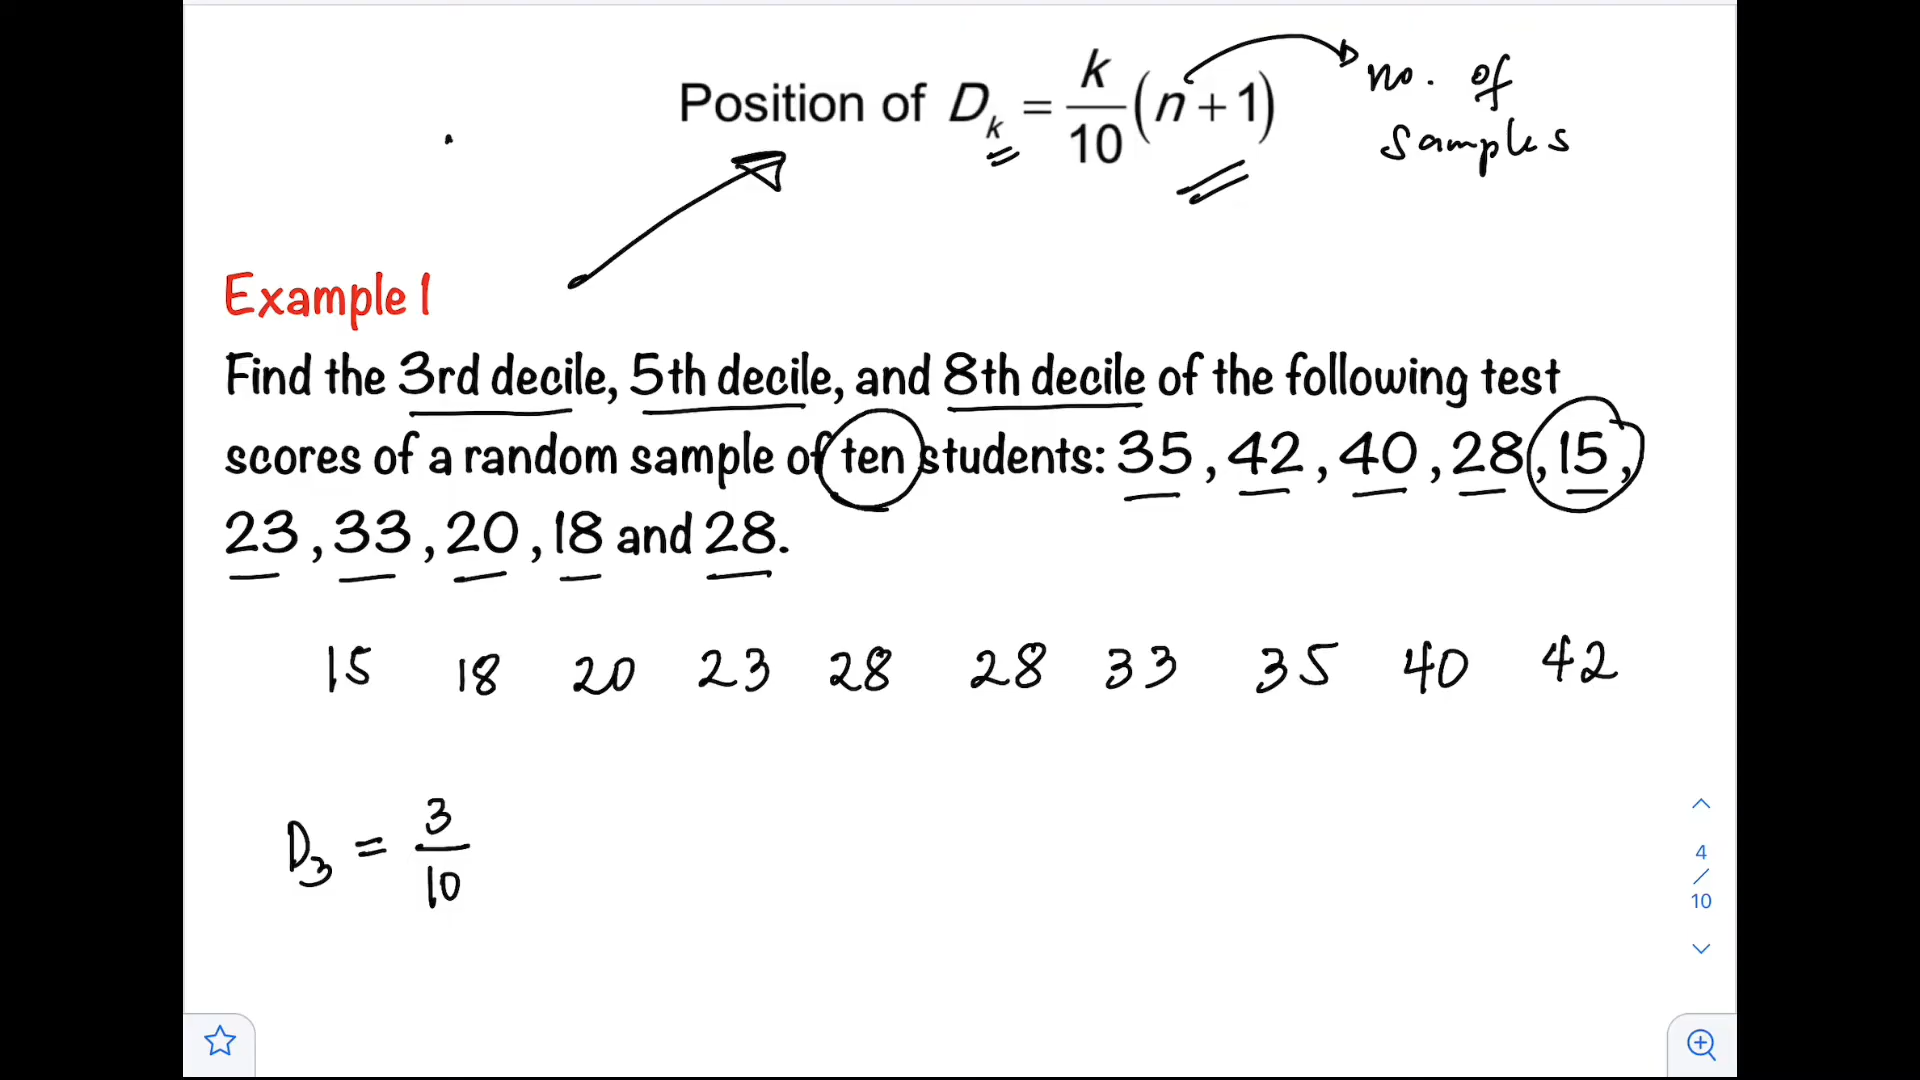 Position of D_k = k/10 (n + 1) no. of samples
Example 1
Find the 3rd decile, 5th decile, and 8th decile of the following test
scores of a random sample of ten students: 35, 42, 40, 28, 15,
23, 33, 20, 18 and 28.
15 18 20 23 28 28 33 35 40 42
D_3 = 3/10
4
/
10